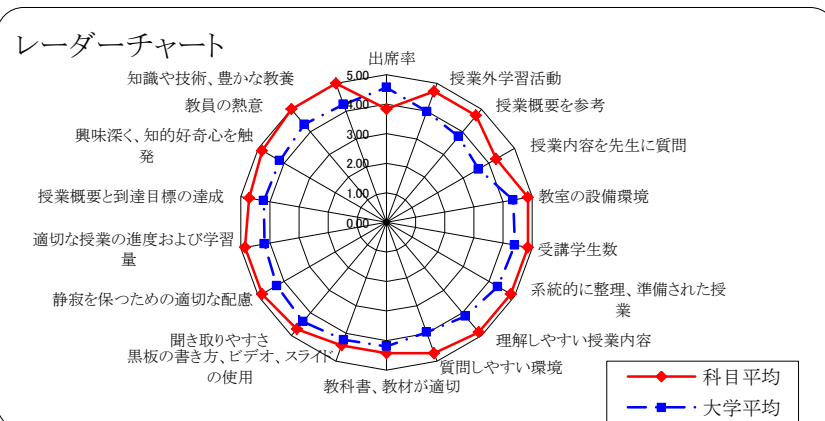 レーダーチャート
出席率
授業外学習活動
授業概要を参考
授業内容を先生に質問
教室の設備環境
受講学生数
系統的に整理、準備された授
業
理解しやすい授業内容
質問しやすい環境
教科書、教材が適切
黒板の書き方、ビデオ、スライド
の使用
聞き取りやすさ
静寂を保つための適切な配慮
適切な授業の進度および学習
量
授業概要と到達目標の達成
興味深く、知的好奇心を触
発
教員の熱意
知識や技術、豊かな教養
5.00
4.00
3.00
2.00
1.00
0.00
科目平均
大学平均